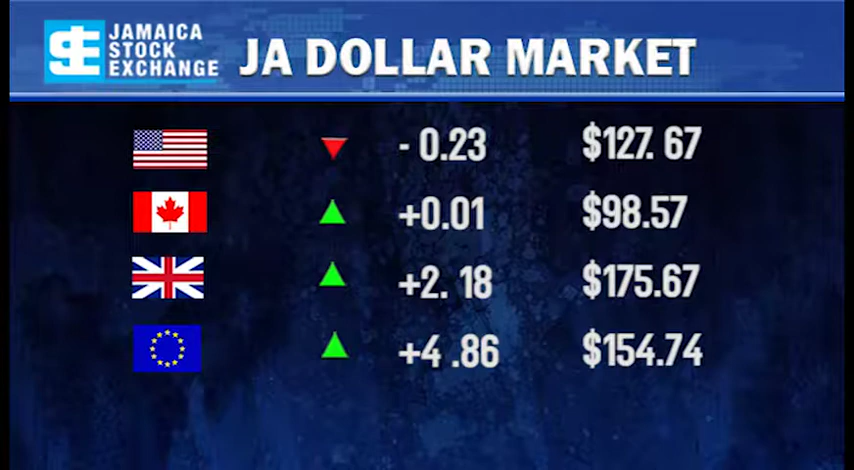 JAMAICA
STOCK
EXCHANGE
JA DOLLAR MARKET
- 0.23 $127. 67
+0.01 $98.57
+2. 18 $175.67
+4 .86 $154.74